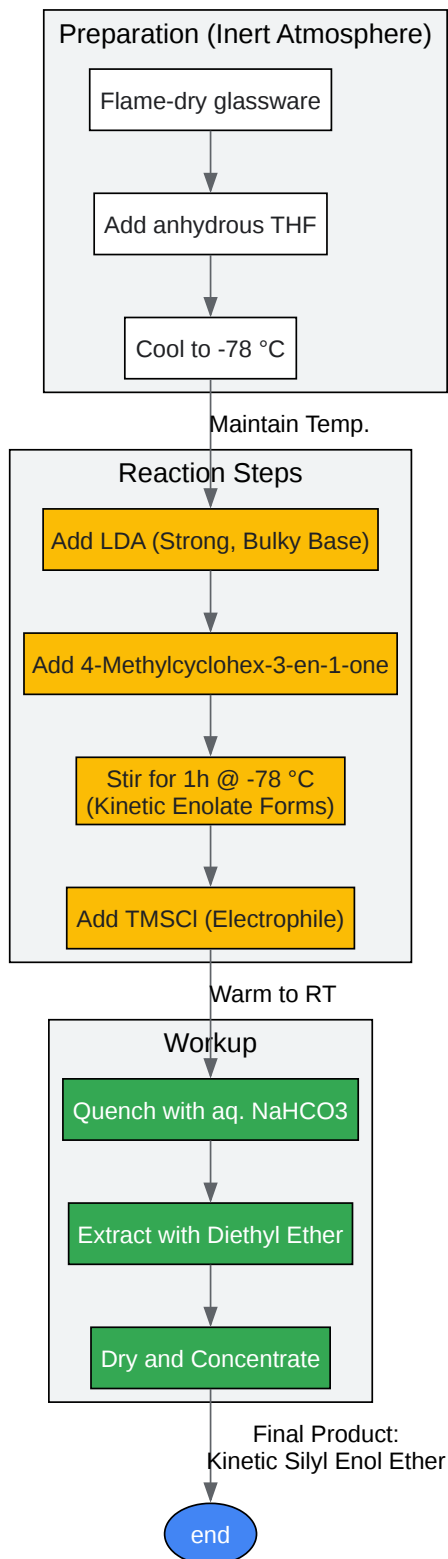 Preparation (Inert Atmosphere)
Flame-dry glassware
Add anhydrous THF
Cool to -78 °C
Maintain Temp.
Reaction Steps
Add LDA (Strong, Bulky Base)
Add 4-Methylcyclohex-3-en-1-one
Stir for 1h @ -78 °C
(Kinetic Enolate Forms)
Add TMSCl (Electrophile)
Warm to RT
Workup
Quench with aq. NaHCO3
Extract with Diethyl Ether
Dry and Concentrate
Final Product:
Kinetic Silyl Enol Ether
end